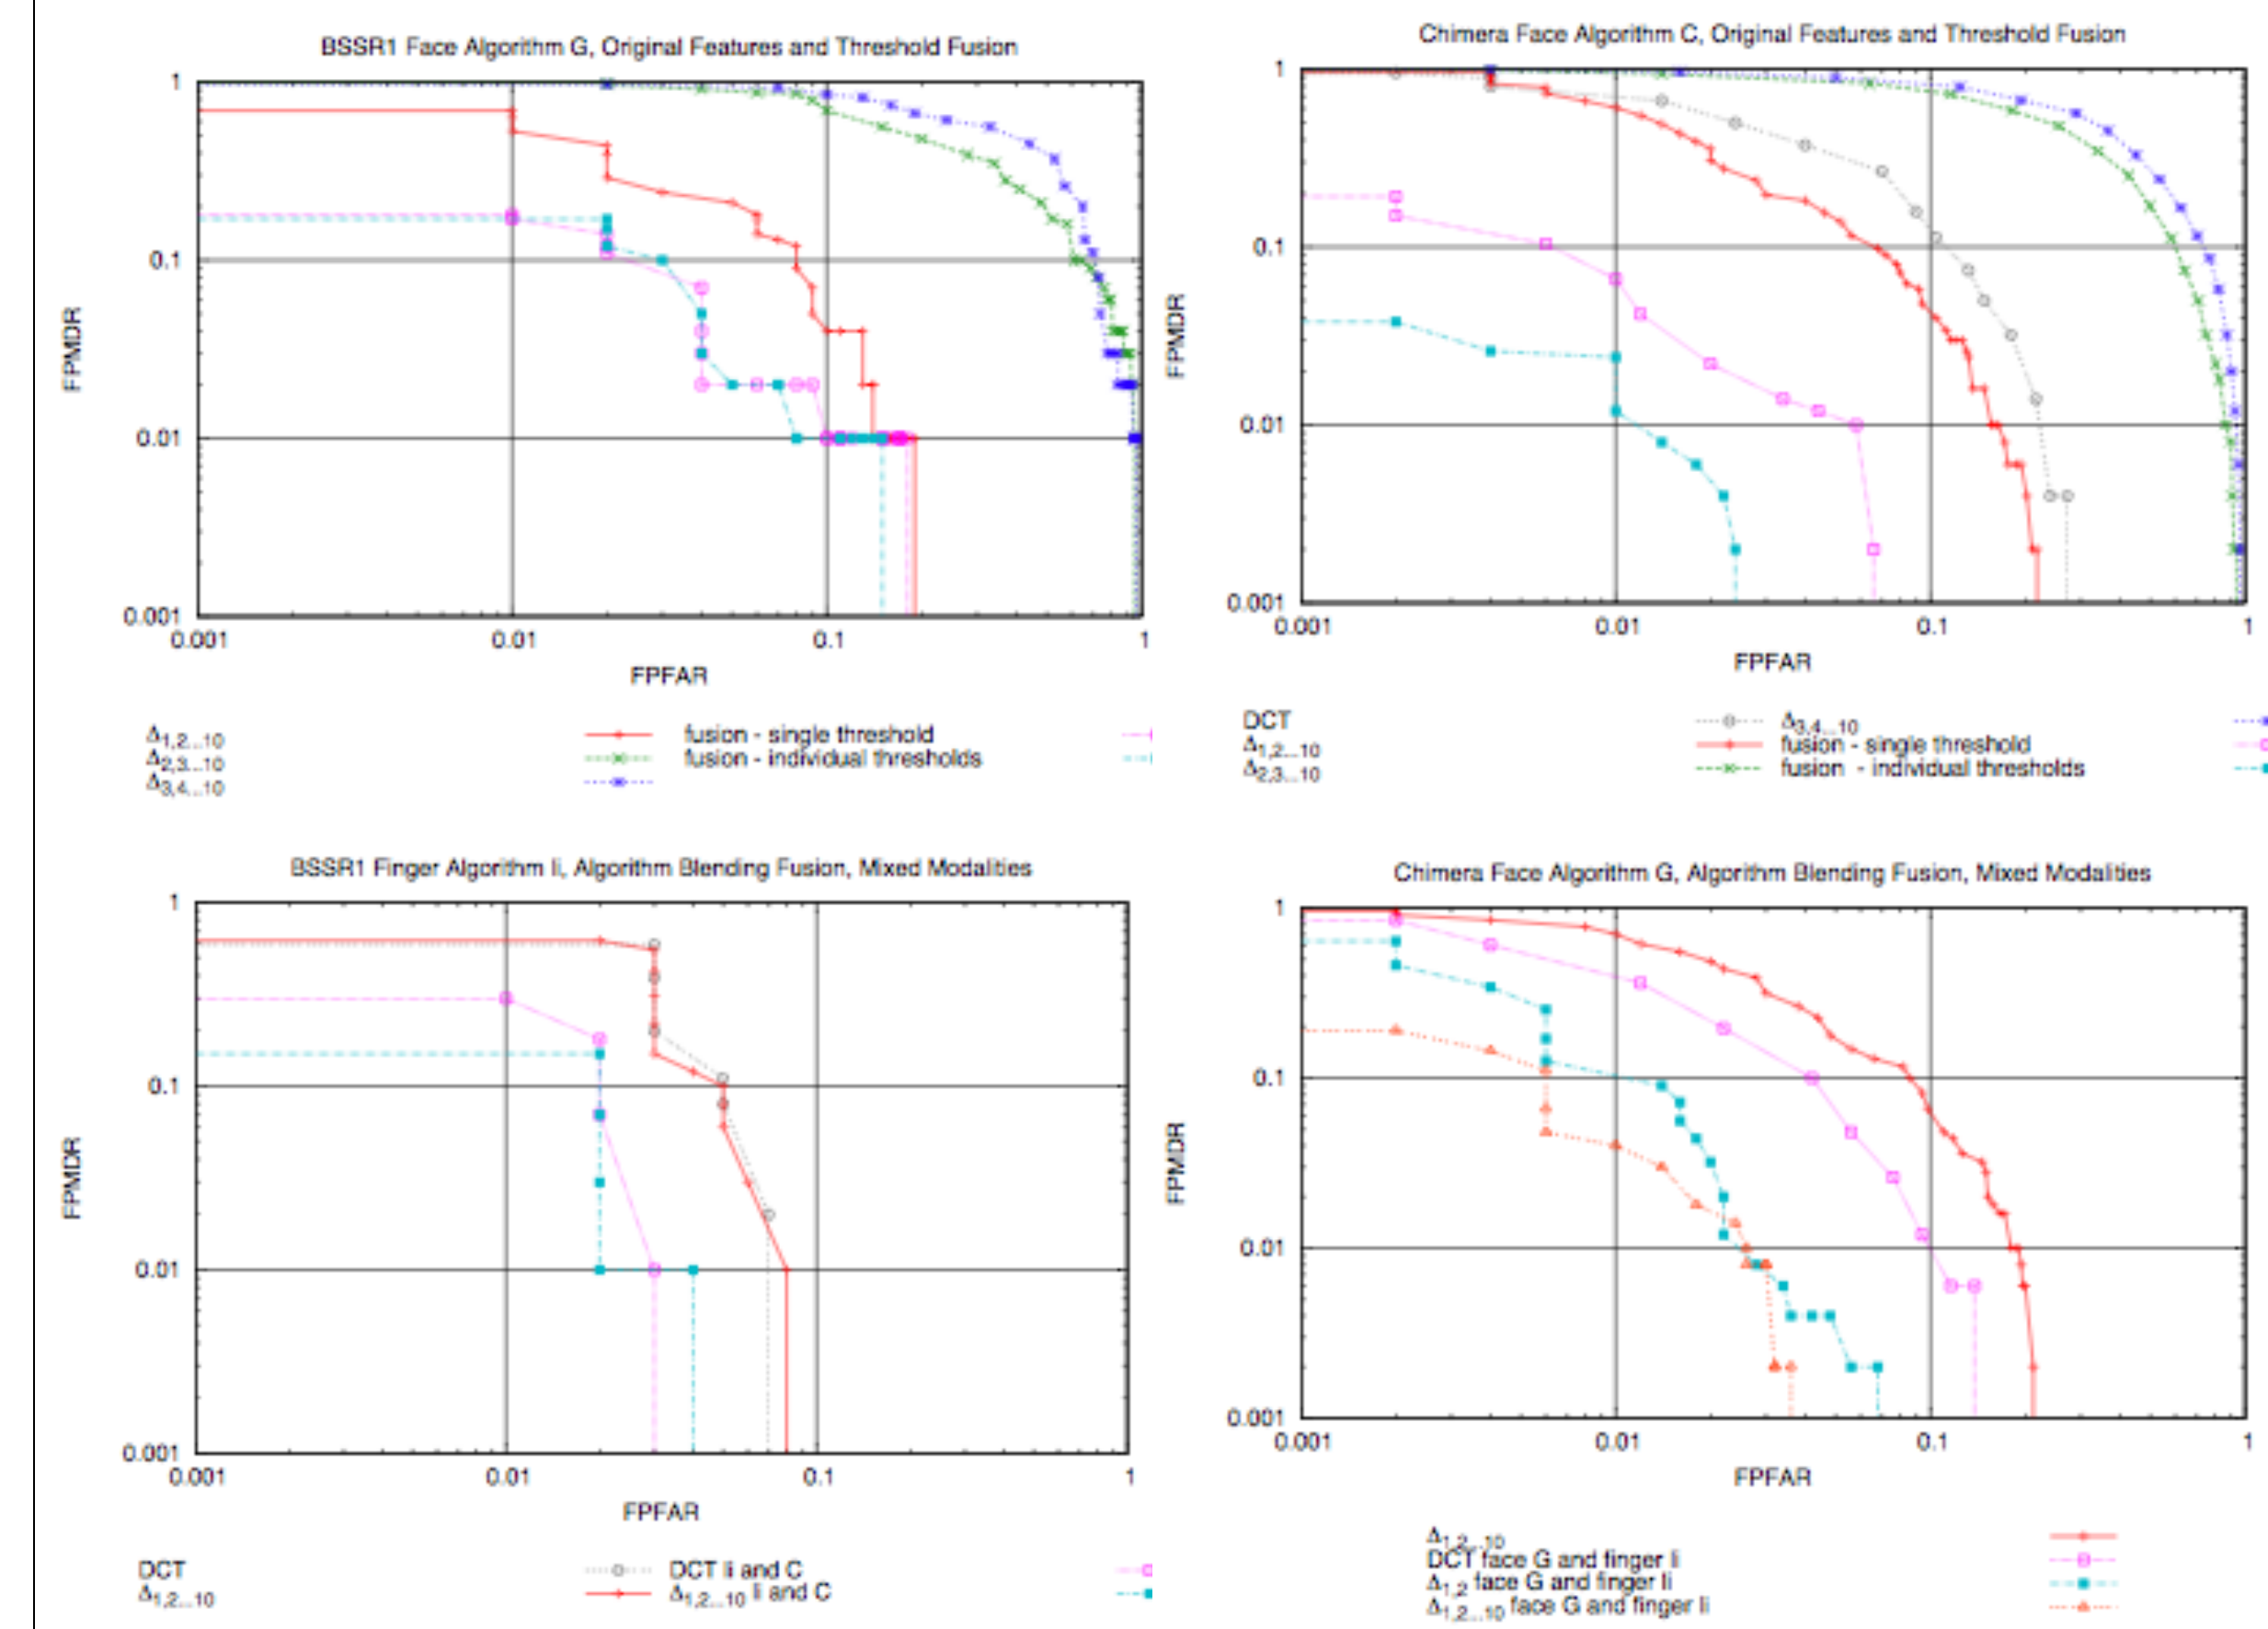 BSSR1 Face Algorithm G, Original Features and Threshold Fusion
1
0.1
0.01
0.001
FPMDR
0.001 0.01 0.1 1
FPFAR
Δ1,2...10 fusion - single threshold
Δ2,3...10 fusion - individual thresholds
Δ3,4...10
Chimera Face Algorithm C, Original Features and Threshold Fusion
1
0.1
0.01
0.001
FPMDR
0.001 0.01 0.1 1
FPFAR
DCT Δ3,4...10
Δ1,2...10 fusion - single threshold
Δ2,3...10 fusion - individual thresholds
BSSR1 Finger Algorithm li, Algorithm Blending Fusion, Mixed Modalities
1
0.1
0.01
0.001
FPMDR
0.001 0.01 0.1 1
FPFAR
DCT DCT li and C
Δ1,2...10 Δ1,2...10 li and C
Chimera Face Algorithm G, Algorithm Blending Fusion, Mixed Modalities
1
0.1
0.01
0.001
FPMDR
0.001 0.01 0.1 1
FPFAR
Δ1,2...10
DCT face G and finger li
Δ1,2 face G and finger li
Δ1,2...10 face G and finger li